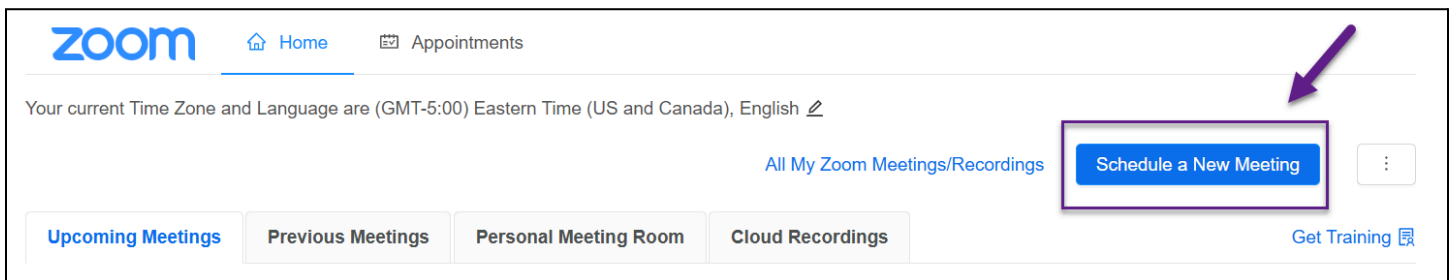 zoom Home Appointments
Your current Time Zone and Language are (GMT-5:00) Eastern Time (US and Canada), English
All My Zoom Meetings/Recordings Schedule a New Meeting
Upcoming Meetings Previous Meetings Personal Meeting Room Cloud Recordings Get Training